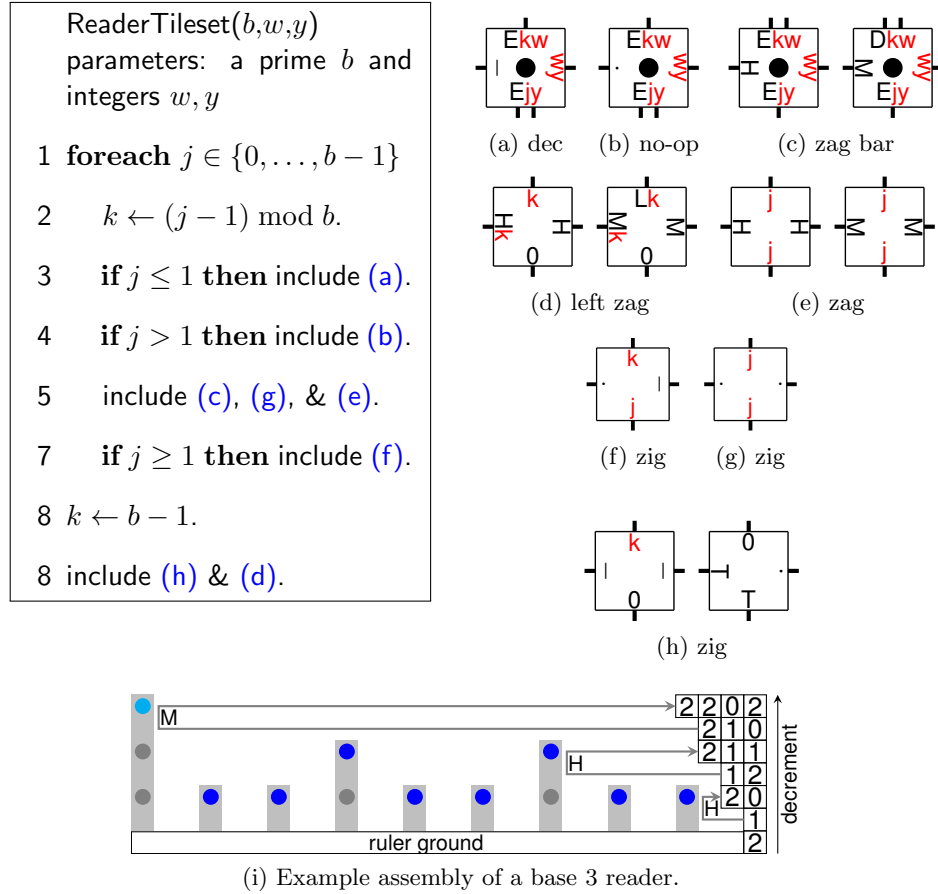 ReaderTileset(b,w,y)
parameters: a prime b and
integers w, y
1 foreach j ∈ {0, …, b − 1}
2 k ← (j − 1) mod b.
3 if j ≤ 1 then include (a).
4 if j > 1 then include (b).
5 include (c), (g), & (e).
7 if j ≥ 1 then include (f).
8 k ← b − 1.
8 include (h) & (d).
Ekw Ekw Ekw Dkw
– wy . wy H wy M wy
Ejy Ejy Ejy Ejy
(a) dec (b) no-op (c) zag bar
k Lk j j
Hk H Mk M H H M M
0 0 j j
(d) left zag (e) zag
k j
. – . .
j j
(f) zig (g) zig
k 0
– – T .
0 T
(h) zig
M 2 2 0 2
2 1 0
H 2 1 1
1 2
H 2 0
1
ruler ground 2
decrement
(i) Example assembly of a base 3 reader.